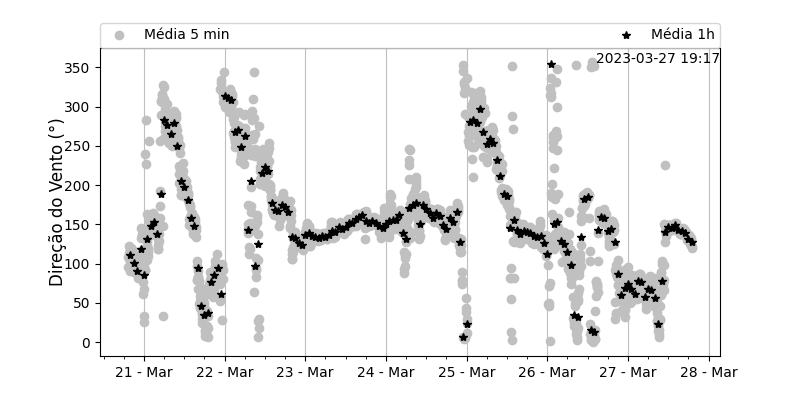 Média 5 min
Média 1h
2023-03-27 19:17
Direção do Vento (°)
350
300
250
200
150
100
50
0
21 - Mar
22 - Mar
23 - Mar
24 - Mar
25 - Mar
26 - Mar
27 - Mar
28 - Mar